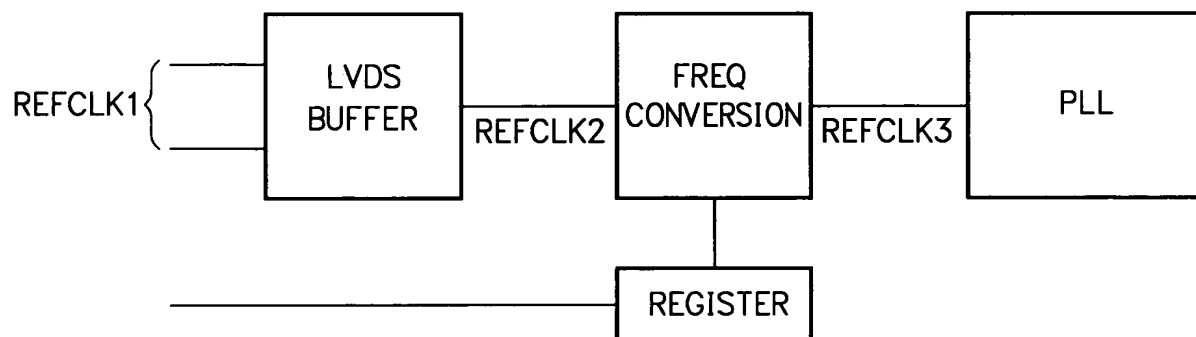 REFCLK1
LVDS
BUFFER
REFCLK2
FREQ
CONVERSION
REFCLK3
PLL
REGISTER